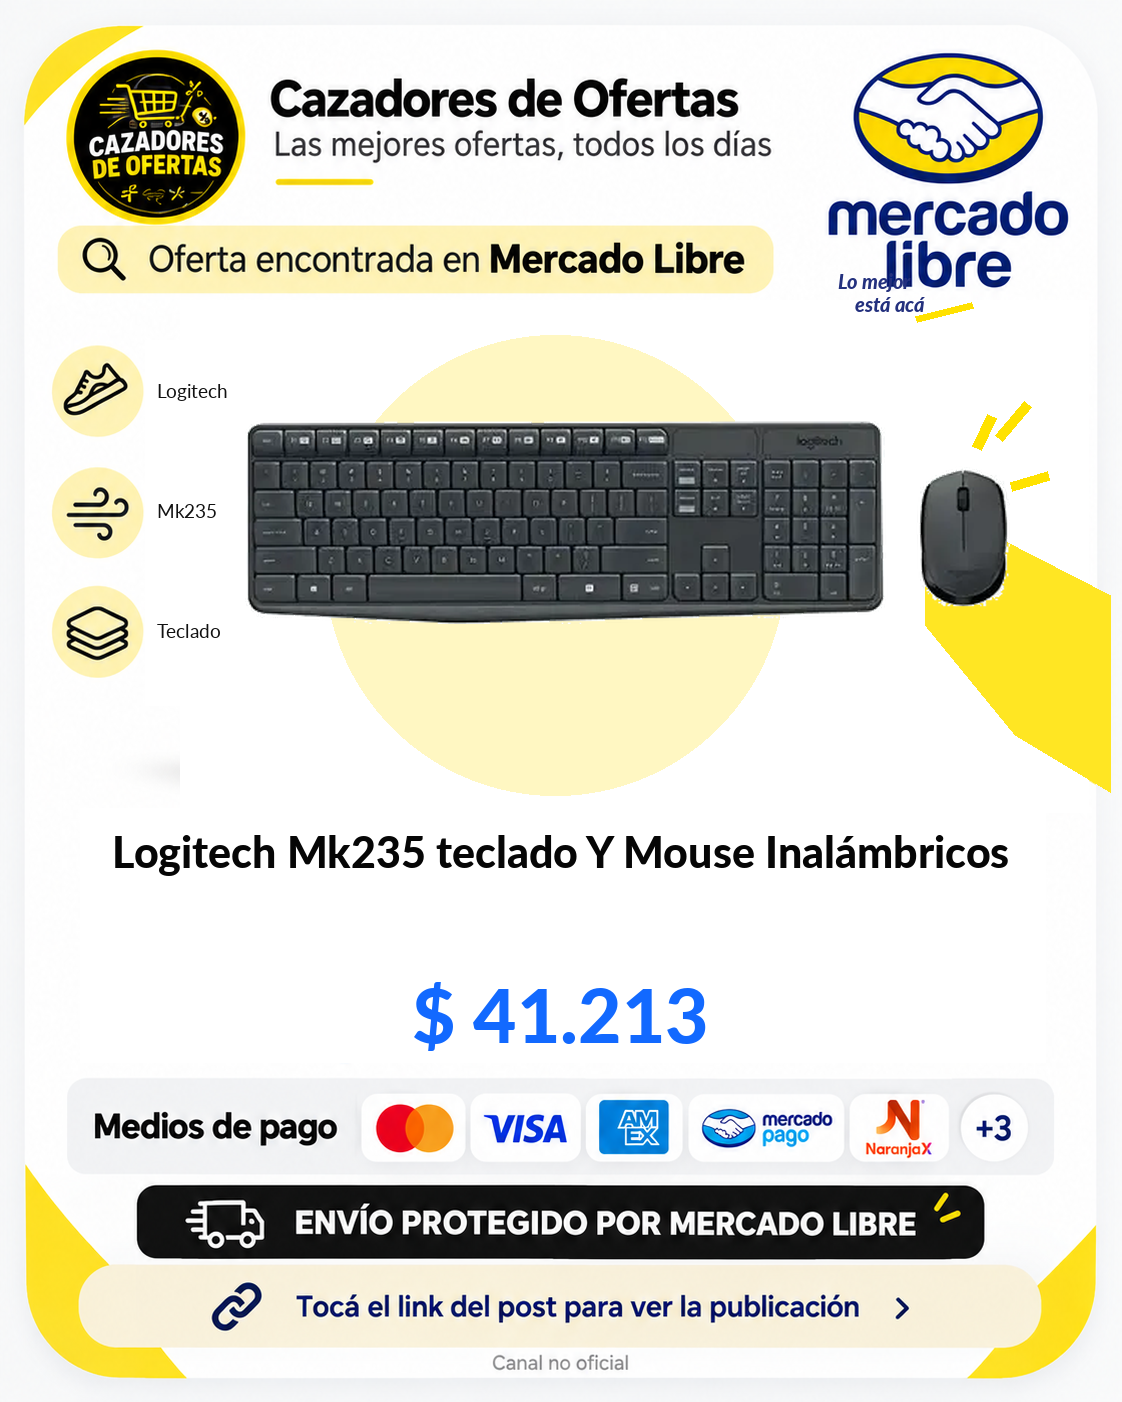 CAZADORES
DE OFERTAS
Cazadores de Ofertas
Las mejores ofertas, todos los días
mercado
libre
Oferta encontrada en Mercado Libre
Lo mejor
está acá
Logitech
Mk235
Teclado
logitech
Logitech Mk235 teclado Y Mouse Inalámbricos
$ 41.213
Medios de pago
VISA
AM
EX
mercado
pago
NaranjaX
+3
ENVÍO PROTEGIDO POR MERCADO LIBRE
Tocá el link del post para ver la publicación
Canal no oficial